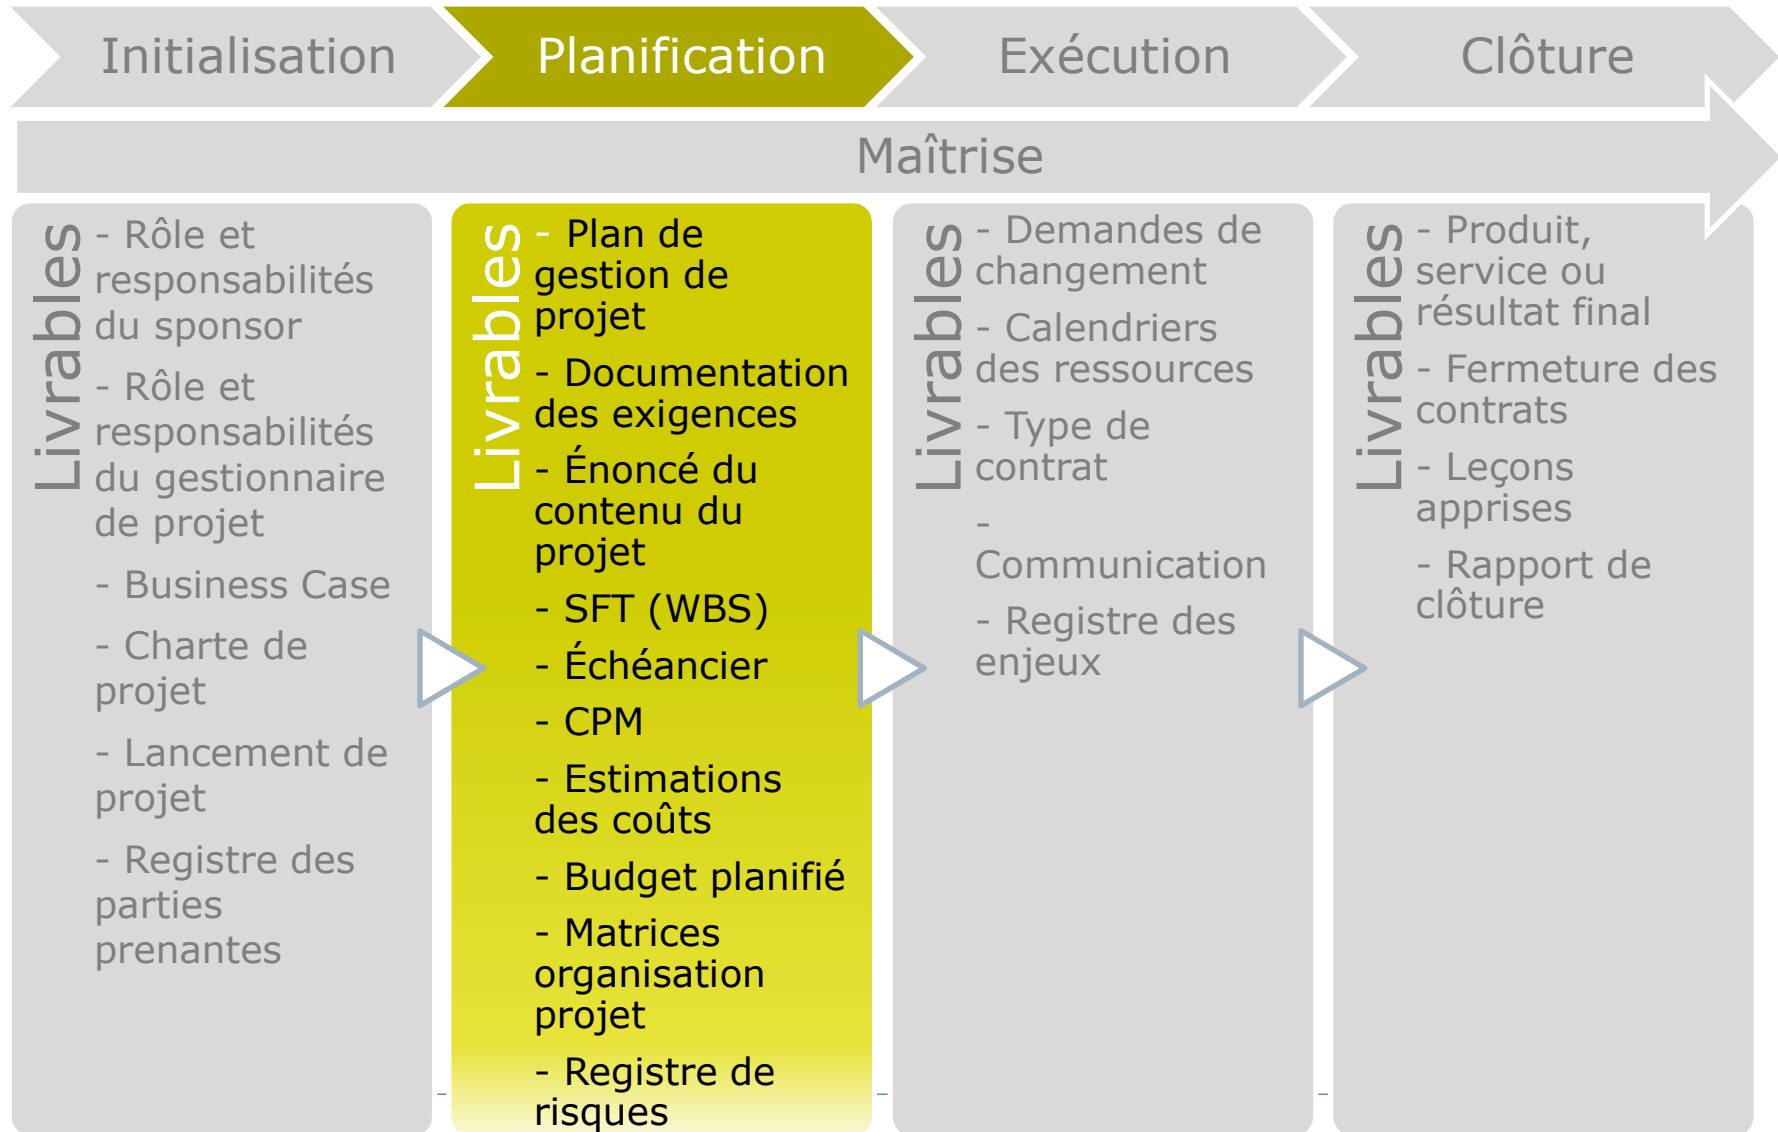 Initialisation
Planification
Exécution
Clôture
Maîtrise
Livrables
- Rôle et
responsabilités
du sponsor
- Rôle et
responsabilités
du gestionnaire
de projet
- Business Case
- Charte de
projet
- Lancement de
projet
- Registre des
parties
prenantes
Livrables
- Plan de
gestion de
projet
- Documentation
des exigences
- Énoncé du
contenu du
projet
- SFT (WBS)
- Échéancier
- CPM
- Estimations
des coûts
- Budget planifié
- Matrices
organisation
projet
- Registre de
risques
Livrables
- Demandes de
changement
- Calendriers
des ressources
- Type de
contrat
-
Communication
- Registre des
enjeux
Livrables
- Produit,
service ou
résultat final
- Fermeture des
contrats
- Leçons
apprises
- Rapport de
clôture